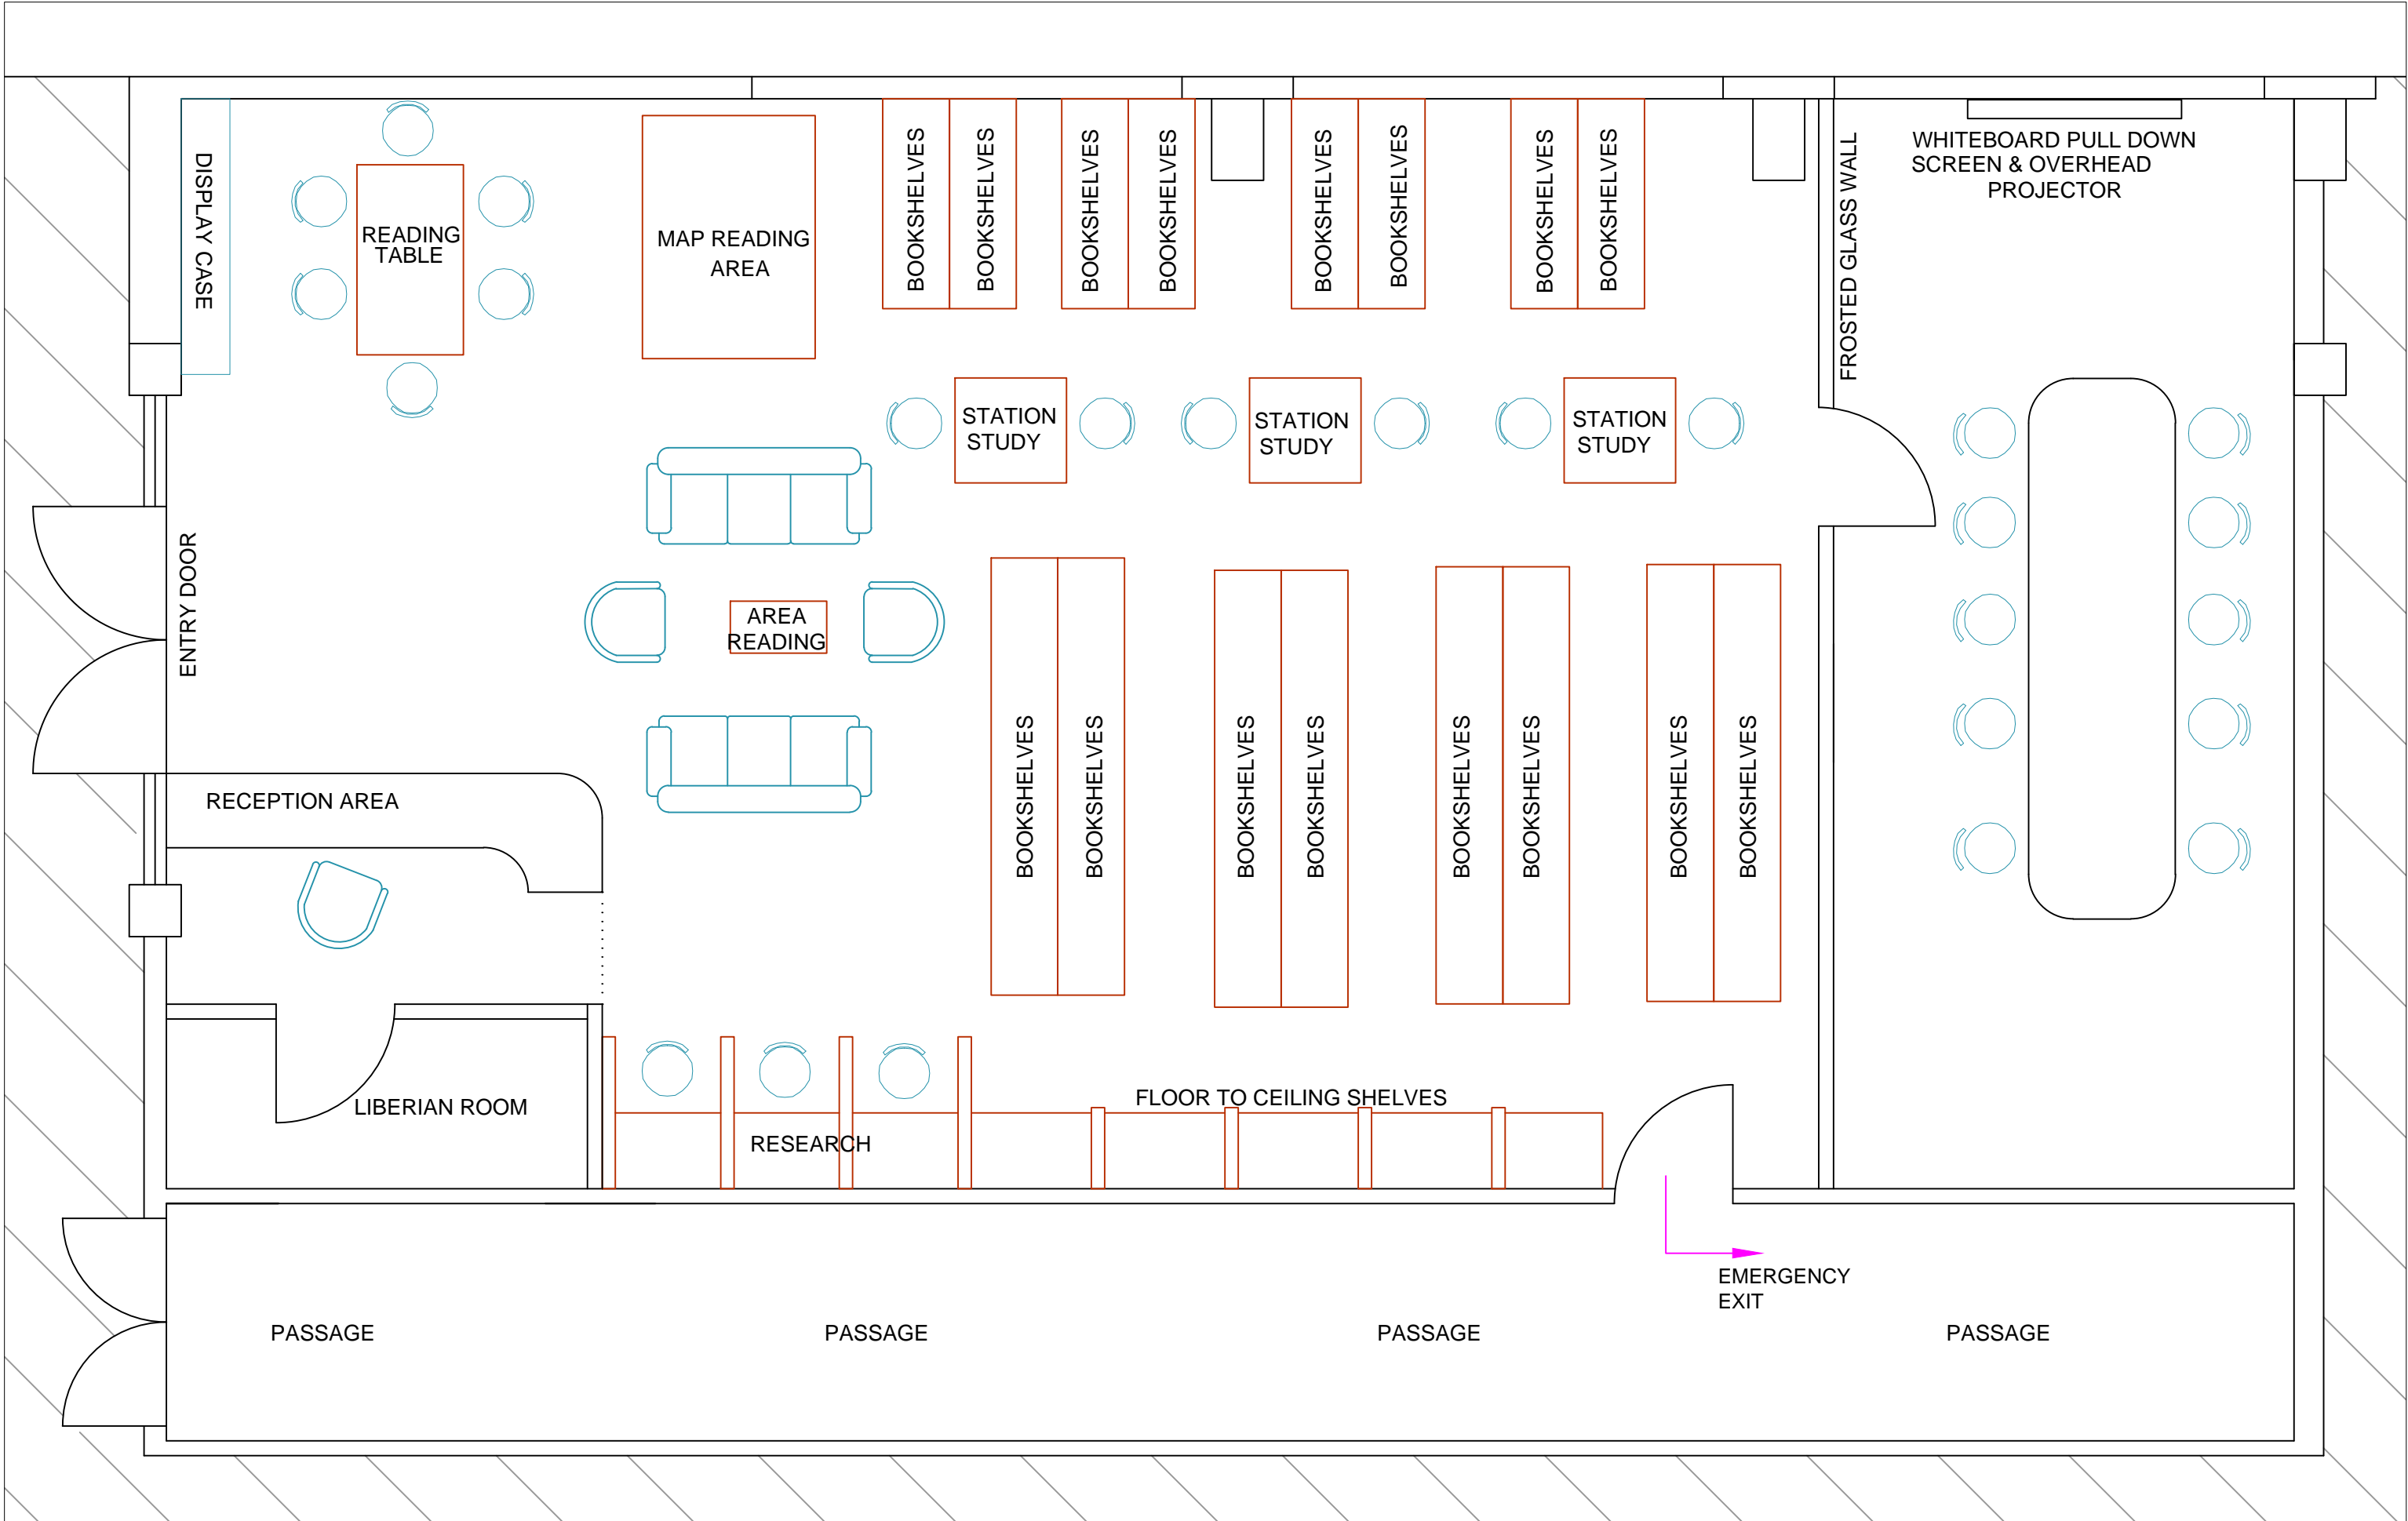 DISPLAY CASE
READING
TABLE
MAP READING
AREA
BOOKSHELVES
BOOKSHELVES
BOOKSHELVES
BOOKSHELVES
BOOKSHELVES
BOOKSHELVES
BOOKSHELVES
BOOKSHELVES
FROSTED GLASS WALL
WHITEBOARD PULL DOWN
SCREEN & OVERHEAD
PROJECTOR
STATION
STUDY
STATION
STUDY
STATION
STUDY
ENTRY DOOR
AREA
READING
BOOKSHELVES
BOOKSHELVES
BOOKSHELVES
BOOKSHELVES
BOOKSHELVES
BOOKSHELVES
BOOKSHELVES
BOOKSHELVES
RECEPTION AREA
LIBERIAN ROOM
FLOOR TO CEILING SHELVES
RESEARCH
EMERGENCY
EXIT
PASSAGE
PASSAGE
PASSAGE
PASSAGE